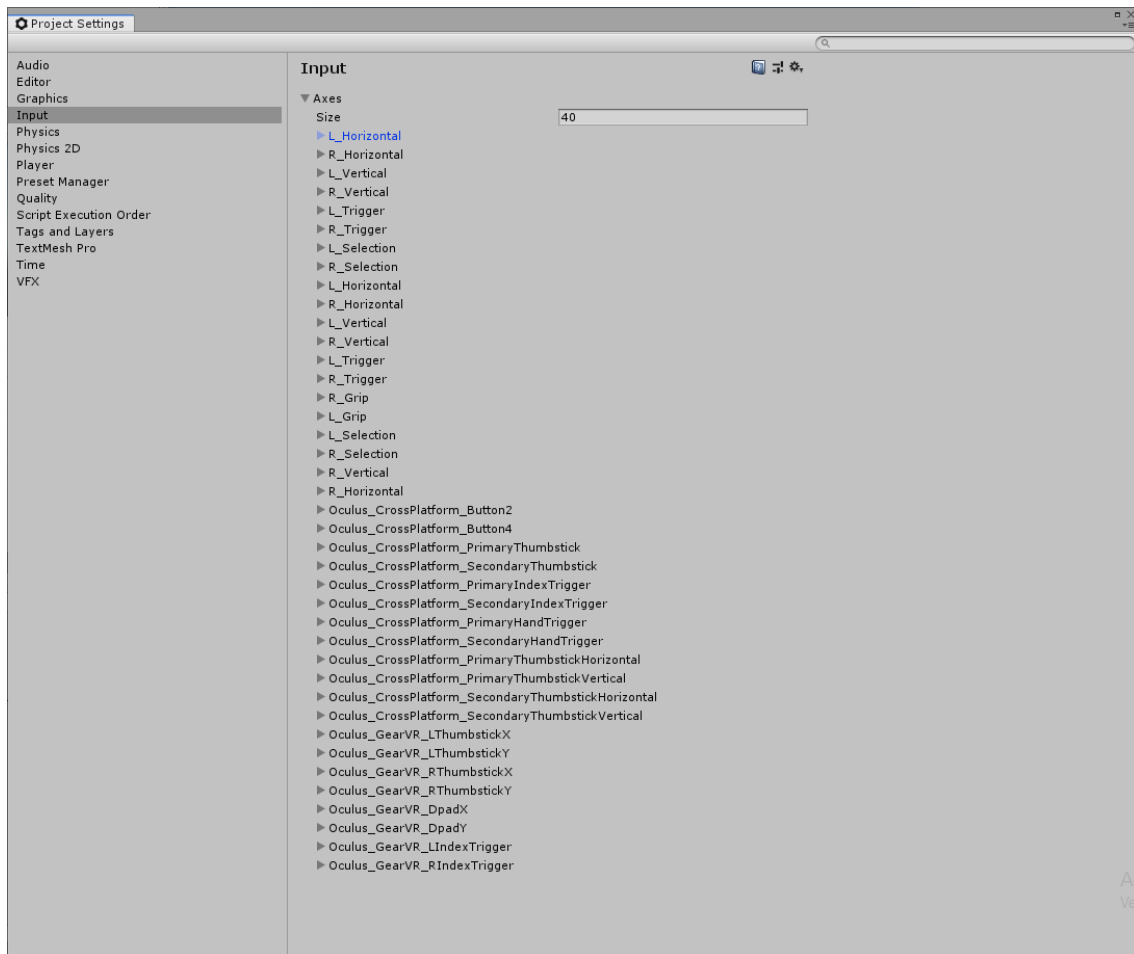 Project Settings
Audio
Editor
Graphics
Input
Physics
Physics 2D
Player
Preset Manager
Quality
Script Execution Order
Tags and Layers
TextMesh Pro
Time
VFX
Input
Axes
Size 40
L_Horizontal
R_Horizontal
L_Vertical
R_Vertical
L_Trigger
R_Trigger
L_Selection
R_Selection
L_Horizontal
R_Horizontal
L_Vertical
R_Vertical
L_Trigger
R_Trigger
R_Grip
L_Grip
L_Selection
R_Selection
R_Vertical
R_Horizontal
Oculus_CrossPlatform_Button2
Oculus_CrossPlatform_Button4
Oculus_CrossPlatform_PrimaryThumbstick
Oculus_CrossPlatform_SecondaryThumbstick
Oculus_CrossPlatform_PrimaryIndexTrigger
Oculus_CrossPlatform_SecondaryIndexTrigger
Oculus_CrossPlatform_PrimaryHandTrigger
Oculus_CrossPlatform_SecondaryHandTrigger
Oculus_CrossPlatform_PrimaryThumbstickHorizontal
Oculus_CrossPlatform_PrimaryThumbstickVertical
Oculus_CrossPlatform_SecondaryThumbstickHorizontal
Oculus_CrossPlatform_SecondaryThumbstickVertical
Oculus_GearVR_LThumbstickX
Oculus_GearVR_LThumbstickY
Oculus_GearVR_RThumbstickX
Oculus_GearVR_RThumbstickY
Oculus_GearVR_DpadX
Oculus_GearVR_DpadY
Oculus_GearVR_LIndexTrigger
Oculus_GearVR_RIndexTrigger